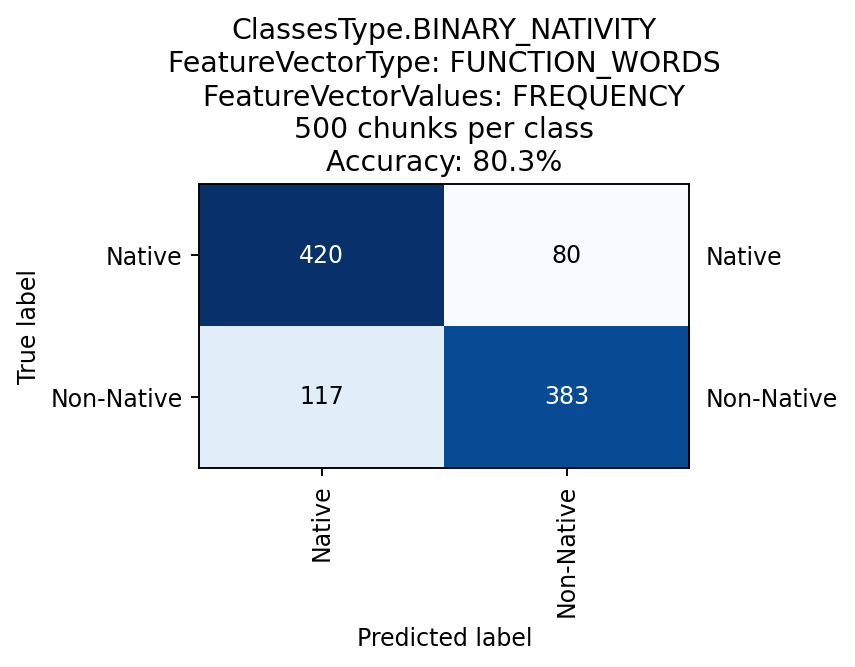 ClassesType.BINARY_NATIVITY
FeatureVectorType: FUNCTION_WORDS
FeatureVectorValues: FREQUENCY
500 chunks per class
Accuracy: 80.3%
True label
Native
420
80
Native
Non-Native
117
383
Non-Native
Native
Non-Native
Predicted label